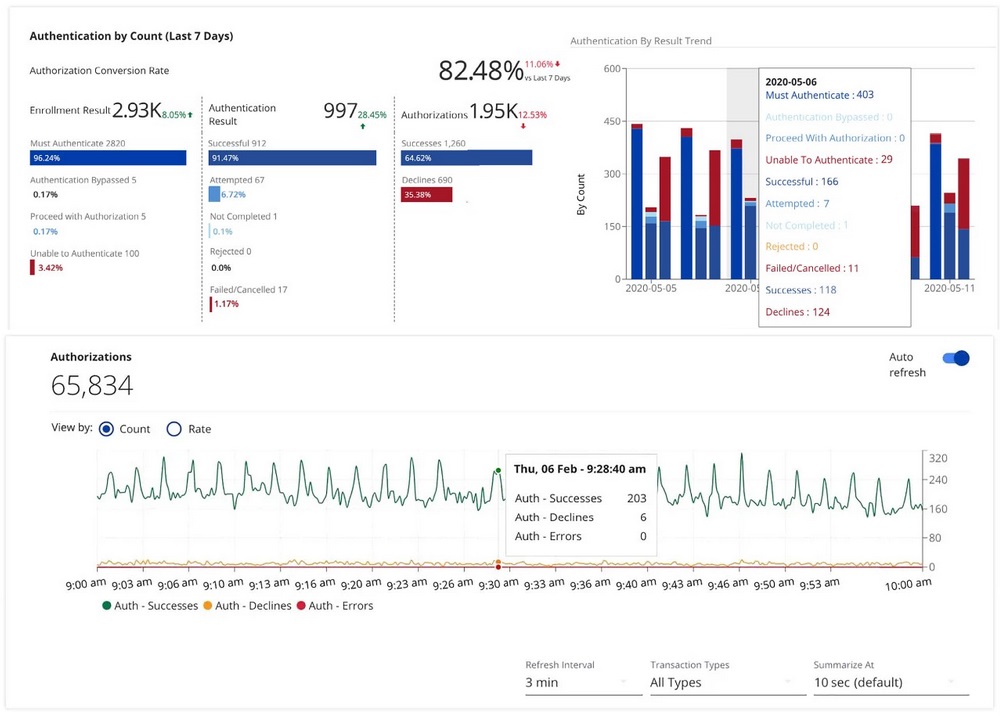 Authentication by Count (Last 7 Days)
Authorization Conversion Rate
82.48% 11.06% vs Last 7 Days
Enrollment Result 2.93K 8.05%
Must Authenticate 2820
96.24%
Authentication Bypassed 5
0.17%
Proceed with Authorization 5
0.17%
Unable to Authenticate 100
3.42%
Authentication Result 997 28.45%
Successful 912
91.47%
Attempted 67
6.72%
Not Completed 1
0.1%
Rejected 0
0.0%
Failed/Cancelled 17
1.17%
Authorizations 1.95K 12.53%
Successes 1,260
64.62%
Declines 690
35.38%
Authentication By Result Trend
By Count
600
450
300
150
0
2020-05-05
2020-05
2020-05-11
2020-05-06
Must Authenticate : 403
Authentication Bypassed : 0
Proceed With Authorization : 0
Unable To Authenticate : 29
Successful : 166
Attempted : 7
Not Completed : 1
Rejected : 0
Failed/Cancelled : 11
Successes : 118
Declines : 124
Authorizations
65,834
Auto
refresh
View by: Count Rate
320
240
160
80
0
Thu, 06 Feb - 9:28:40 am
Auth - Successes 203
Auth - Declines 6
Auth - Errors 0
9:00 am 9:03 am 9:06 am 9:10 am 9:13 am 9:16 am 9:20 am 9:23 am 9:26 am 9:30 am 9:33 am 9:36 am 9:40 am 9:43 am 9:46 am 9:50 am 9:53 am 10:00 am
Auth - Successes Auth - Declines Auth - Errors
Refresh Interval
3 min
Transaction Types
All Types
Summarize At
10 sec (default)